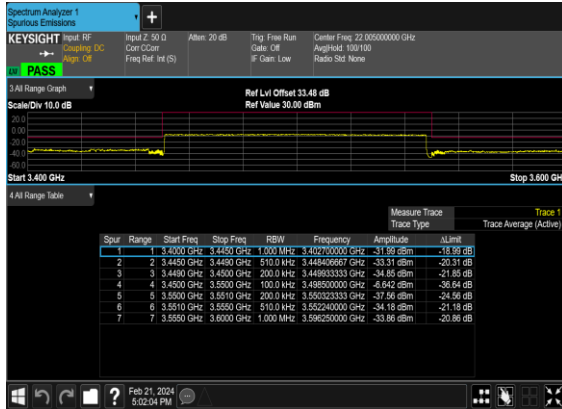 Spectrum Analyzer 1
Spurious Emissions
+
KEYSIGHT Input: RF Input Z: 50 Ω Atten: 20 dB Trig: Free Run Center Freq: 22.005000000 GHz
Coupling: DC Corr CCorr Gate: Off Avg|Hold: 100/100
Align: Off Freq Ref: Int (S) IF Gain: Low Radio Std: None
PASS
3 All Range Graph
Ref Lvl Offset 33.48 dB
Scale/Div 10.0 dB Ref Value 30.00 dBm
20.0
0.00
-20.0
-40.0
-60.0
Start 3.400 GHz Stop 3.600 GH
4 All Range Table
Measure Trace Trace 1
Trace Type Trace Average (Active)
Spur Range Start Freq Stop Freq RBW Frequency Amplitude ΔLimit
1 1 3.4000 GHz 3.4450 GHz 1.000 MHz 3.402700000 GHz -31.99 dBm -18.99 dB
2 2 3.4450 GHz 3.4490 GHz 510.0 kHz 3.448406667 GHz -33.31 dBm -20.31 dB
3 3 3.4490 GHz 3.4500 GHz 200.0 kHz 3.449933333 GHz -34.85 dBm -21.85 dB
4 4 3.4500 GHz 3.5500 GHz 100.0 kHz 3.498500000 GHz -6.642 dBm -36.64 dB
5 5 3.5500 GHz 3.5510 GHz 200.0 kHz 3.550323333 GHz -37.56 dBm -24.56 dB
6 6 3.5510 GHz 3.5550 GHz 510.0 kHz 3.552240000 GHz -34.18 dBm -21.18 dB
7 7 3.5550 GHz 3.6000 GHz 1.000 MHz 3.596250000 GHz -33.86 dBm -20.86 dB
? Feb 21, 2024
5:02:04 PM